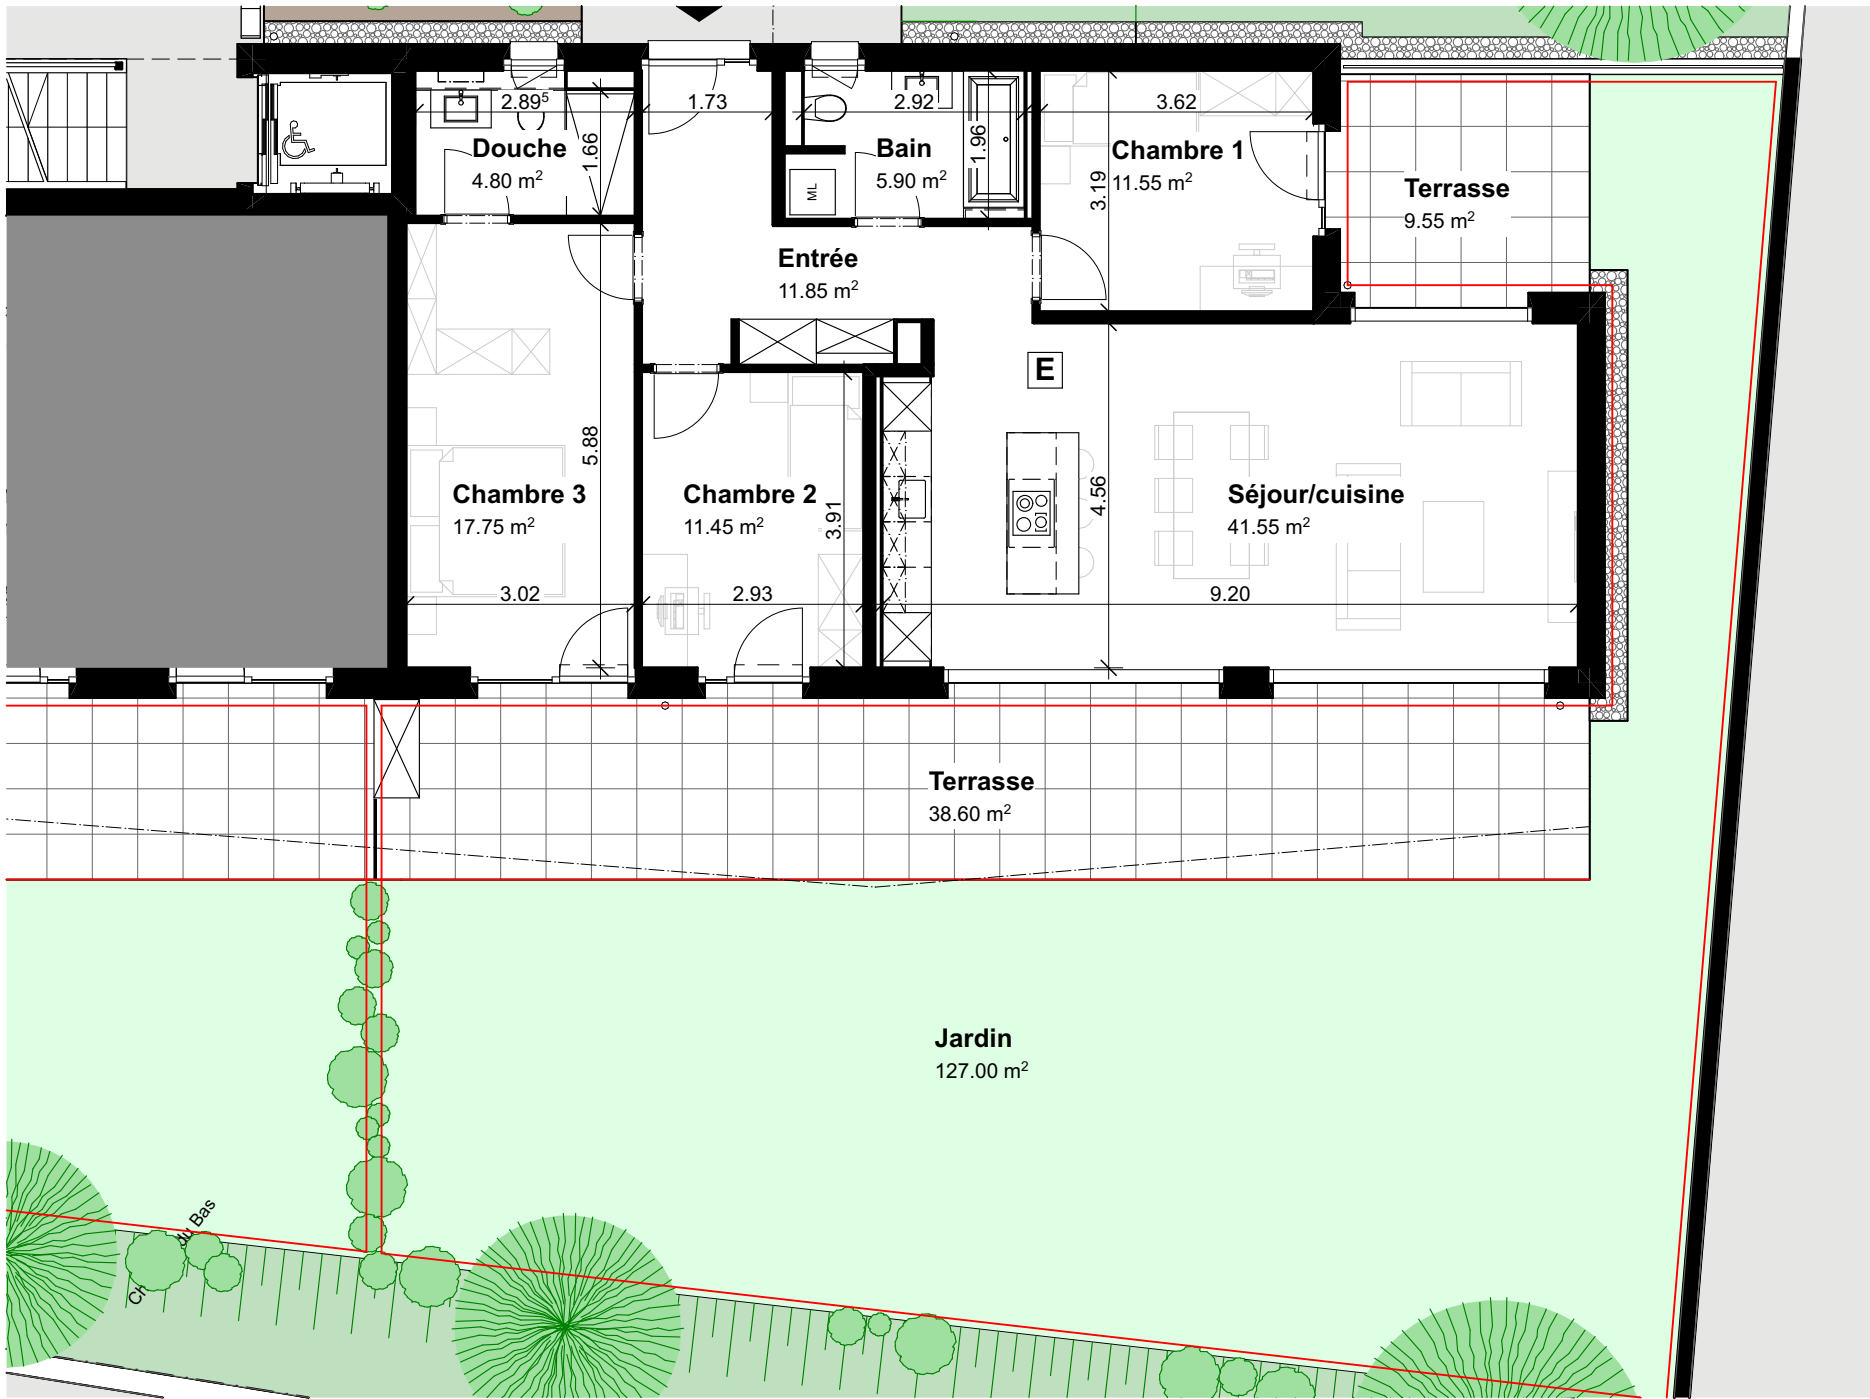 2.89⁵
1.73
2.92
3.62
Douche
4.80 m²
1.66
Bain
5.90 m²
1.96
ML
Chambre 1
11.55 m²
3.19
Terrasse
9.55 m²
Entrée
11.85 m²
E
5.88
Chambre 3
17.75 m²
3.02
Chambre 2
11.45 m²
3.91
2.93
4.56
Séjour/cuisine
41.55 m²
9.20
Terrasse
38.60 m²
Jardin
127.00 m²
du Bas